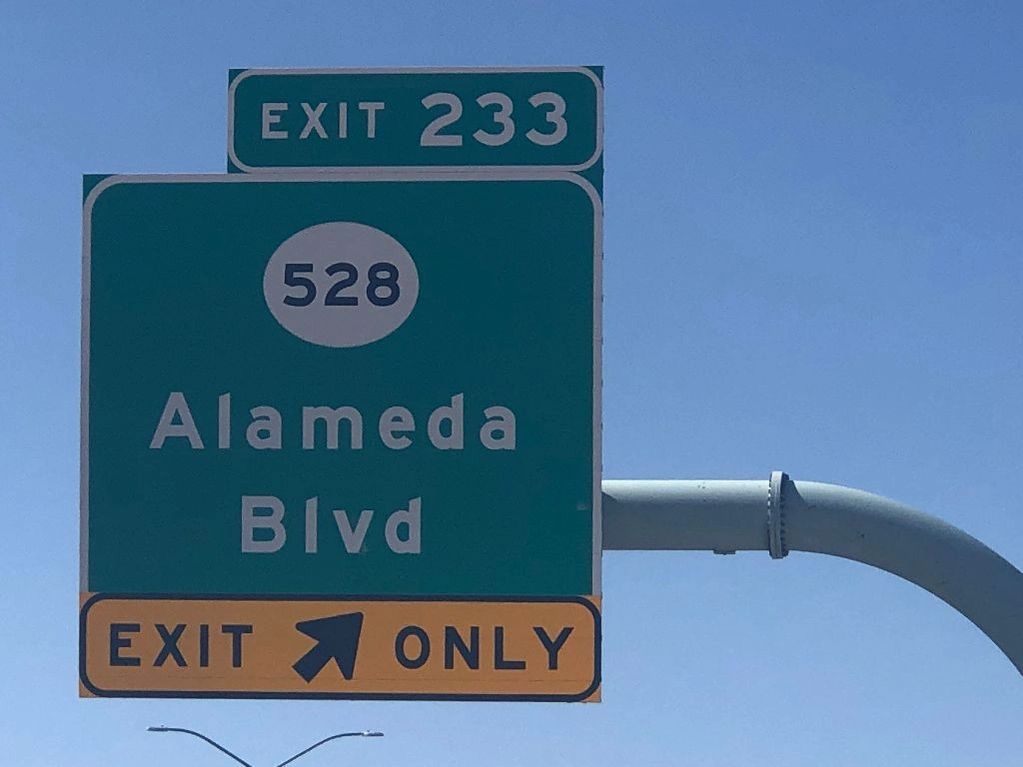 EXIT 233
528
Alameda
Blvd
EXIT ONLY